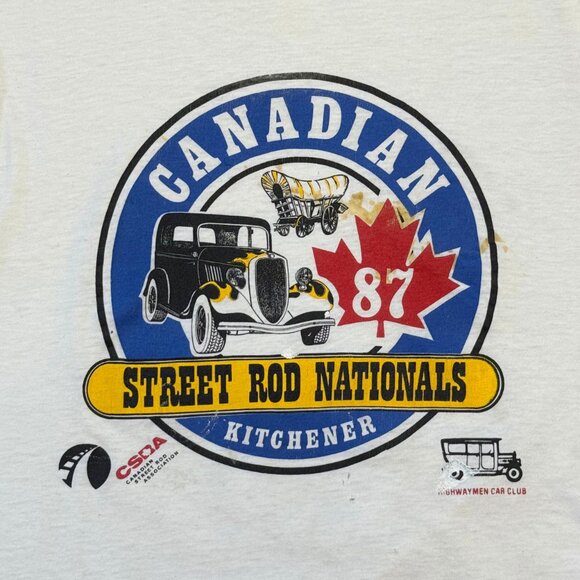 CANADIAN
87
STREET ROD NATIONALS
KITCHENER
CSRA
CANADIAN
STREET ROD
ASSOCIATION
HIGHWAYMEN CAR CLUB